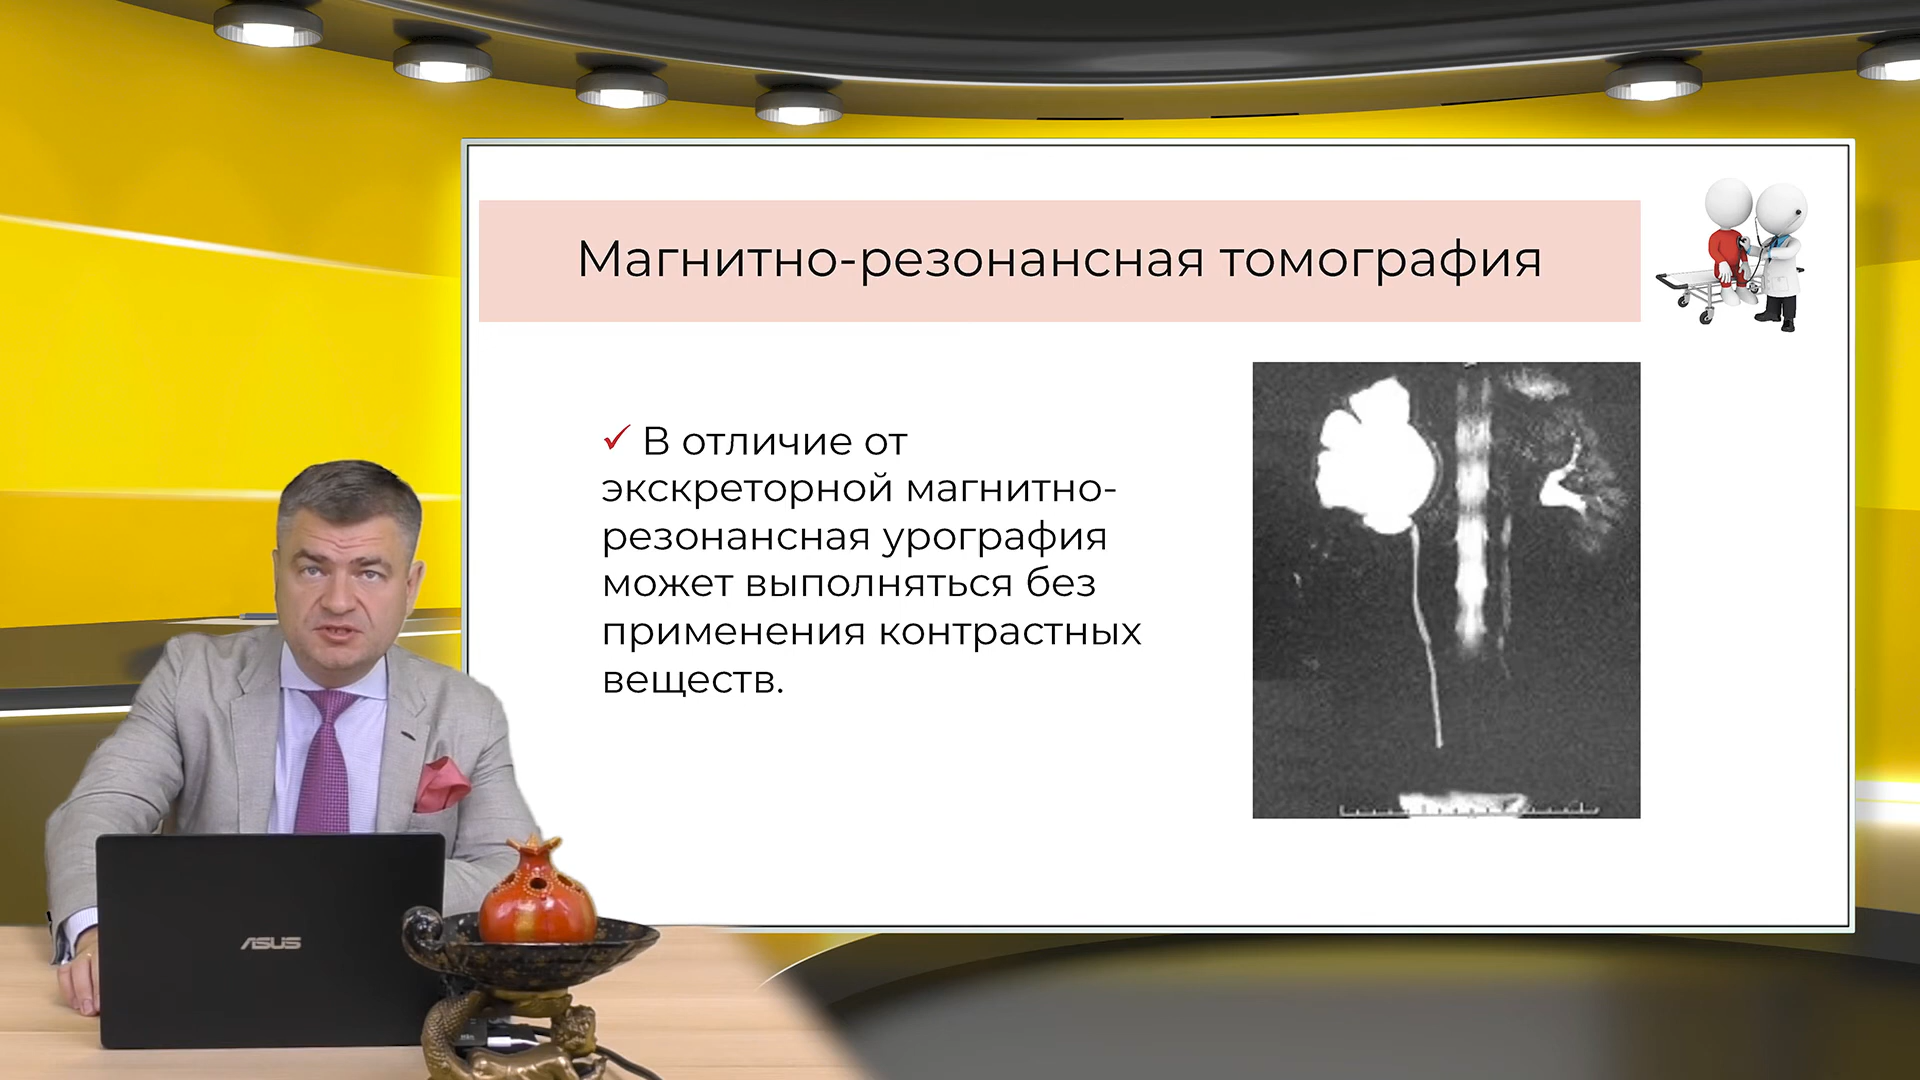 Магнитно-резонансная томография
✓ В отличие от
экскреторной магнитно-
резонансная урография
может выполняться без
применения контрастных
веществ.
ASUS